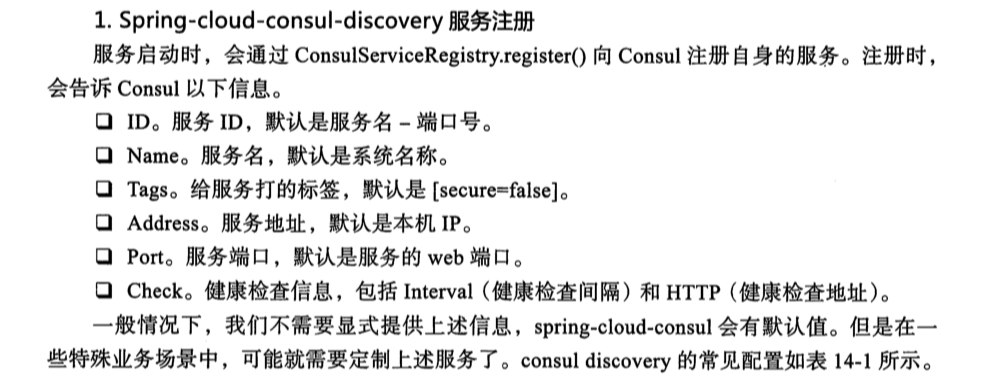 1. Spring-cloud-consul-discovery 服务注册
服务启动时，会通过 ConsulServiceRegistry.register() 向 Consul 注册自身的服务。注册时，
会告诉 Consul 以下信息。
❑ ID。服务 ID，默认是服务名 – 端口号。
❑ Name。服务名，默认是系统名称。
❑ Tags。给服务打的标签，默认是 [secure=false]。
❑ Address。服务地址，默认是本机 IP。
❑ Port。服务端口，默认是服务的 web 端口。
❑ Check。健康检查信息，包括 Interval（健康检查间隔）和 HTTP（健康检查地址）。
一般情况下，我们不需要显式提供上述信息，spring-cloud-consul 会有默认值。但是在一
些特殊业务场景中，可能就需要定制上述服务了。consul discovery 的常见配置如表 14-1 所示。